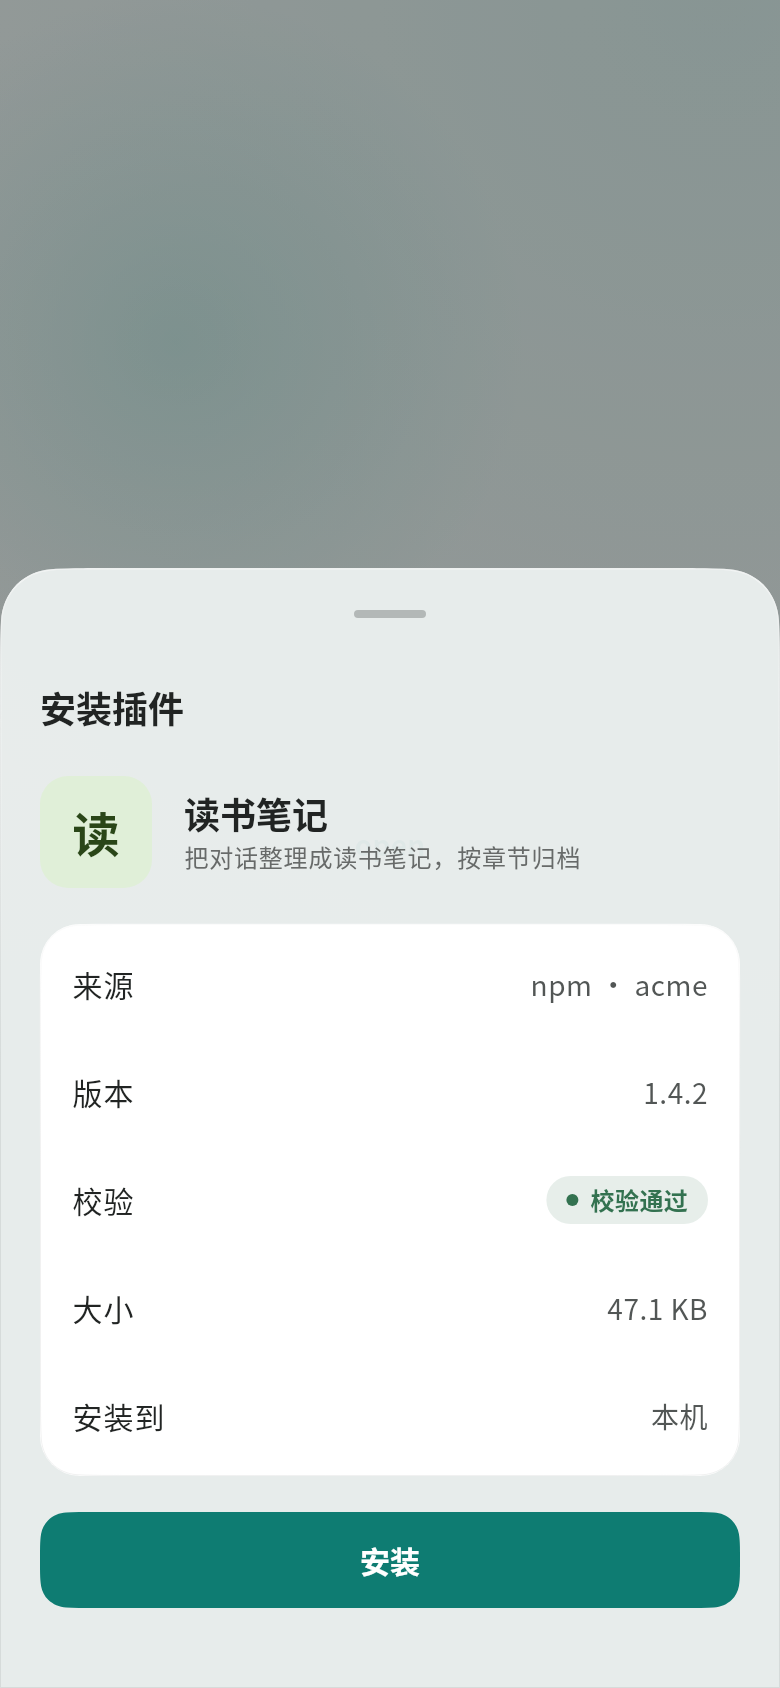 安装插件
读
读书笔记
把对话整理成读书笔记，按章节归档
来源 npm · acme
版本 1.4.2
校验 校验通过
大小 47.1 KB
安装到 本机
安装